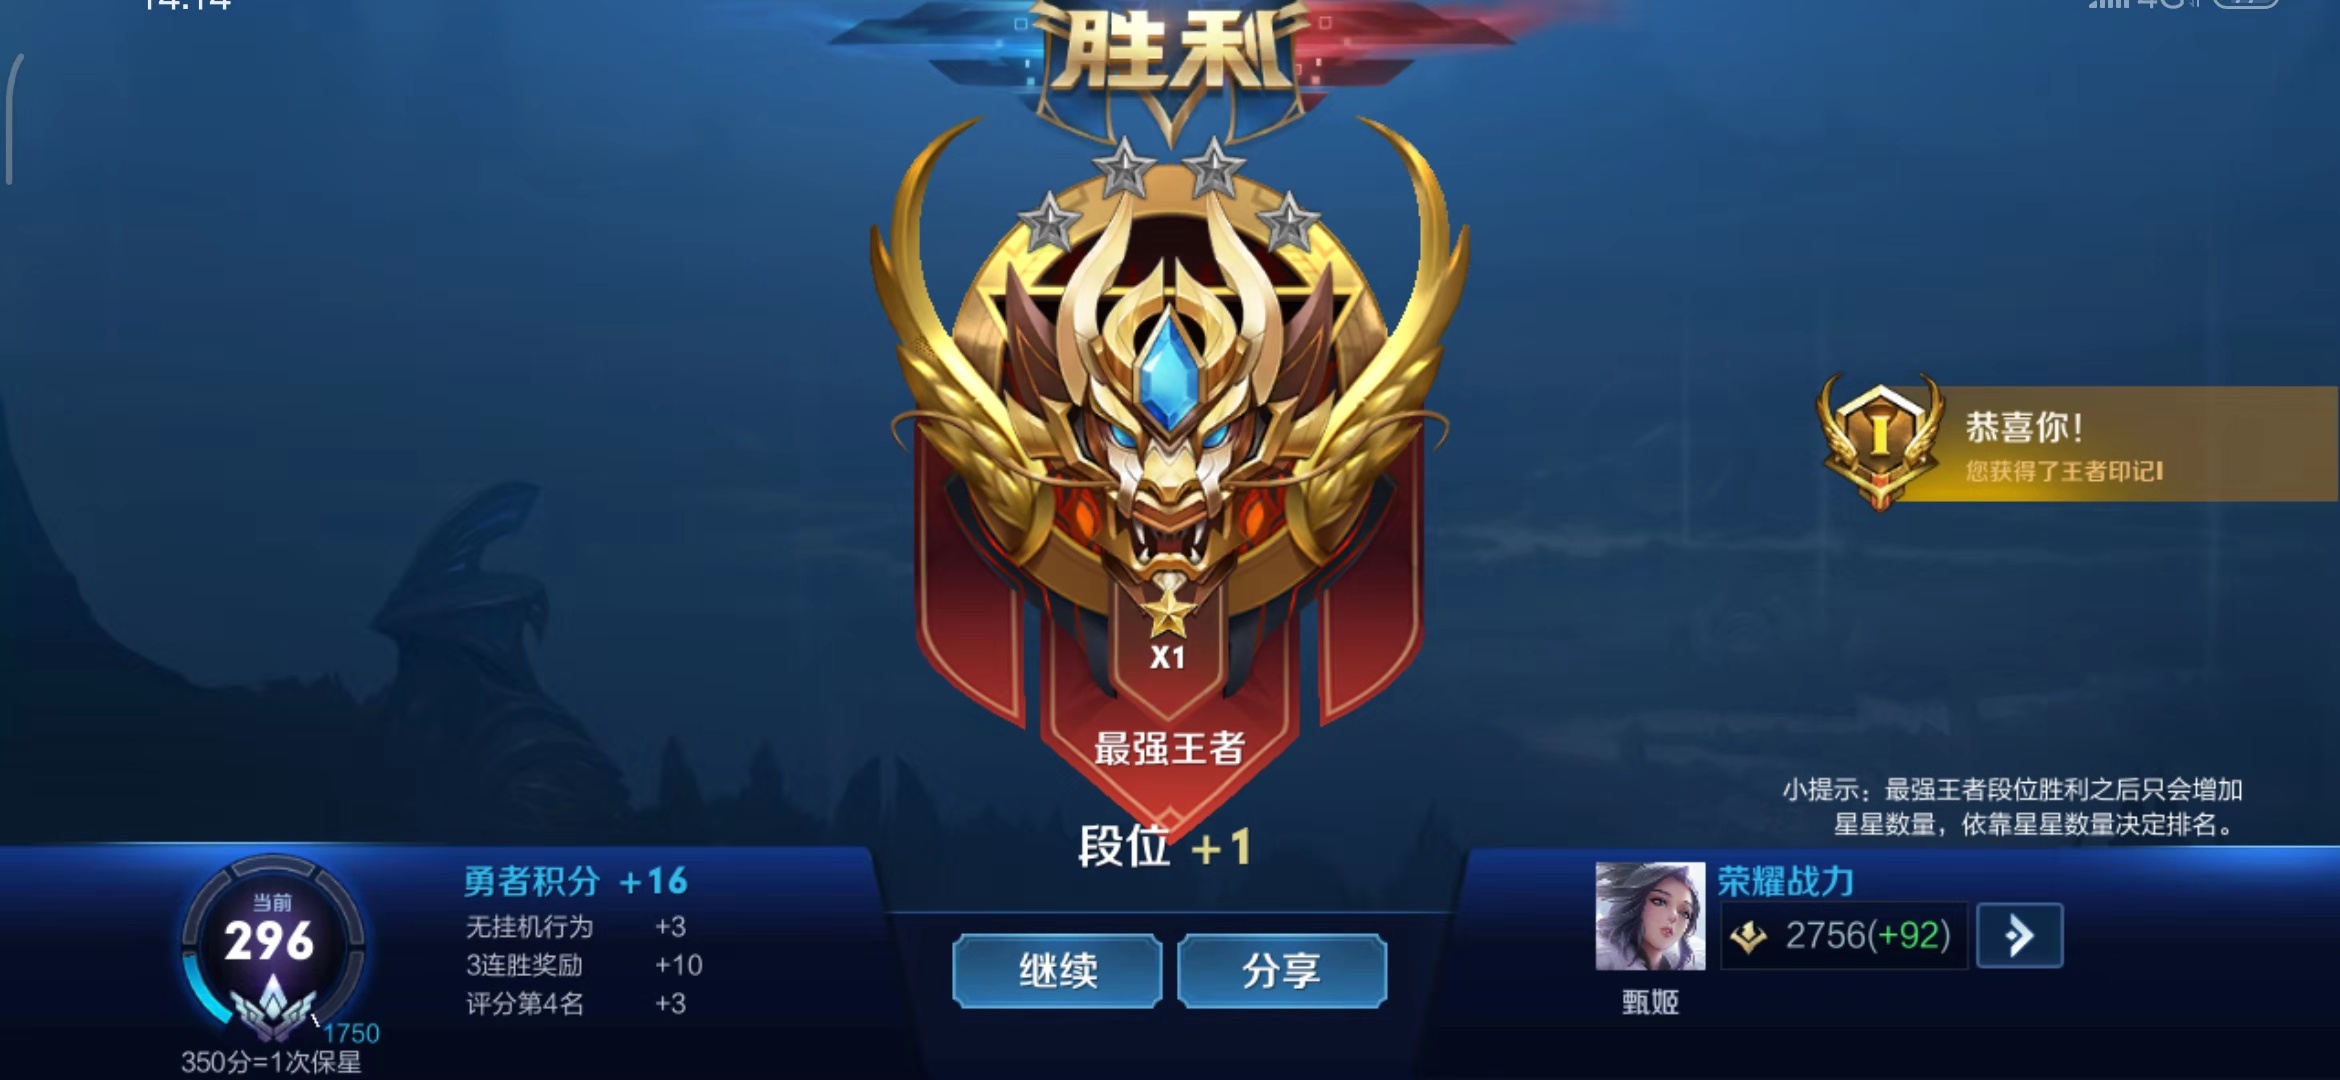 14:14
4G
胜利
X1
最强王者
段位 +1
I
恭喜你！
您获得了王者印记I
小提示：最强王者段位胜利之后只会增加
星星数量，依靠星星数量决定排名。
当前
296
1750
350分=1次保星
勇者积分 +16
无挂机行为 +3
3连胜奖励 +10
评分第4名 +3
继续
分享
荣耀战力
2756(+92)
甄姬